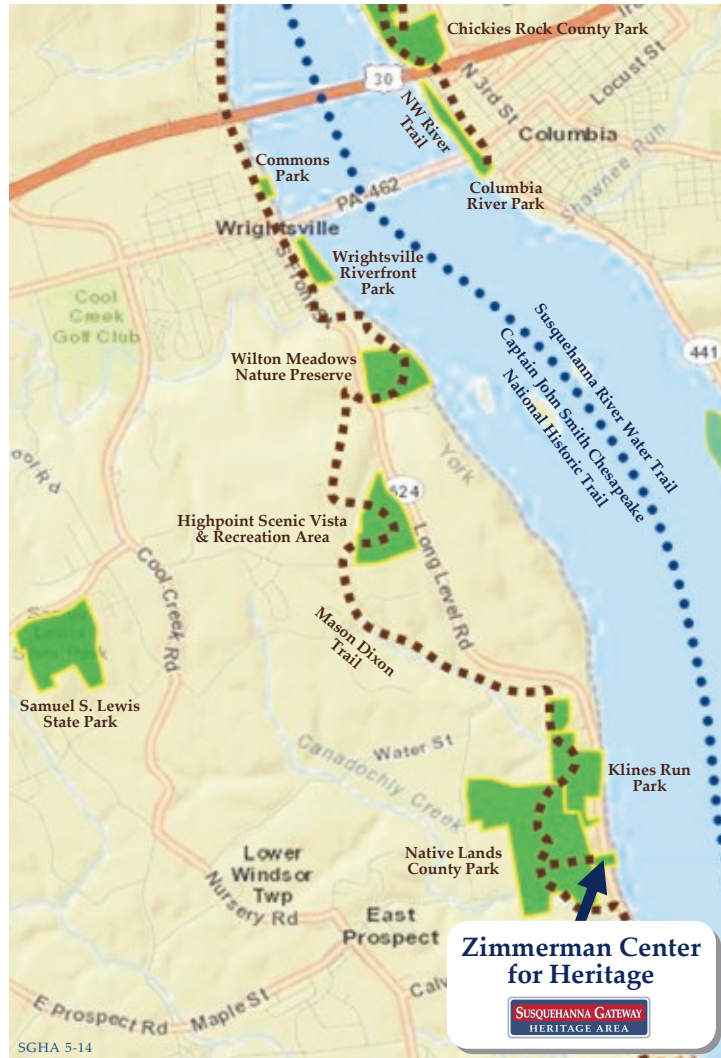 Chickies Rock County Park
30
N 3rd St
Locust St
NW River
Trail
Columbia
Shawnee Run
Commons
Park
PA-462
Columbia
River Park
Wrightsville
Wrightsville
Riverfront
Park
S Front St
Cool
Creek
Golf Club
Susquehanna River Water Trail
Captain John Smith Chesapeake
National Historic Trail
441
Wilton Meadows
Nature Preserve
York
624
Highpoint Scenic Vista
& Recreation Area
Long Level Rd
Cool Creek Rd
Mason Dixon
Trail
Samuel S. Lewis
State Park
Water St
Canadochly Creek
Klines Run
Park
Native Lands
County Park
Lower
Windsor
Twp
Nursery Rd
East
Prospect
Zimmerman Center
for Heritage
SUSQUEHANNA GATEWAY
HERITAGE AREA
E Prospect Rd
Maple St
Calv
SGHA 5-14